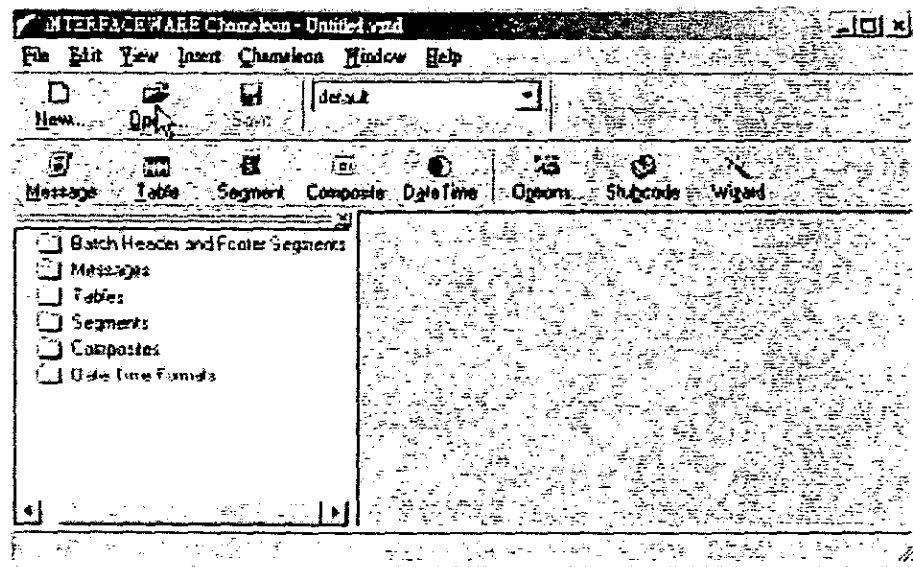 INTERFACEWARE Chameleon - Untitled.vmd
File Edit View Insert Chameleon Window Help
New... Save
default
Message Table Segment Composite DateTime Options... Stubcode Wizard
Batch Header and Footer Segments
Messages
Tables
Segments
Composites
Date Time Formats